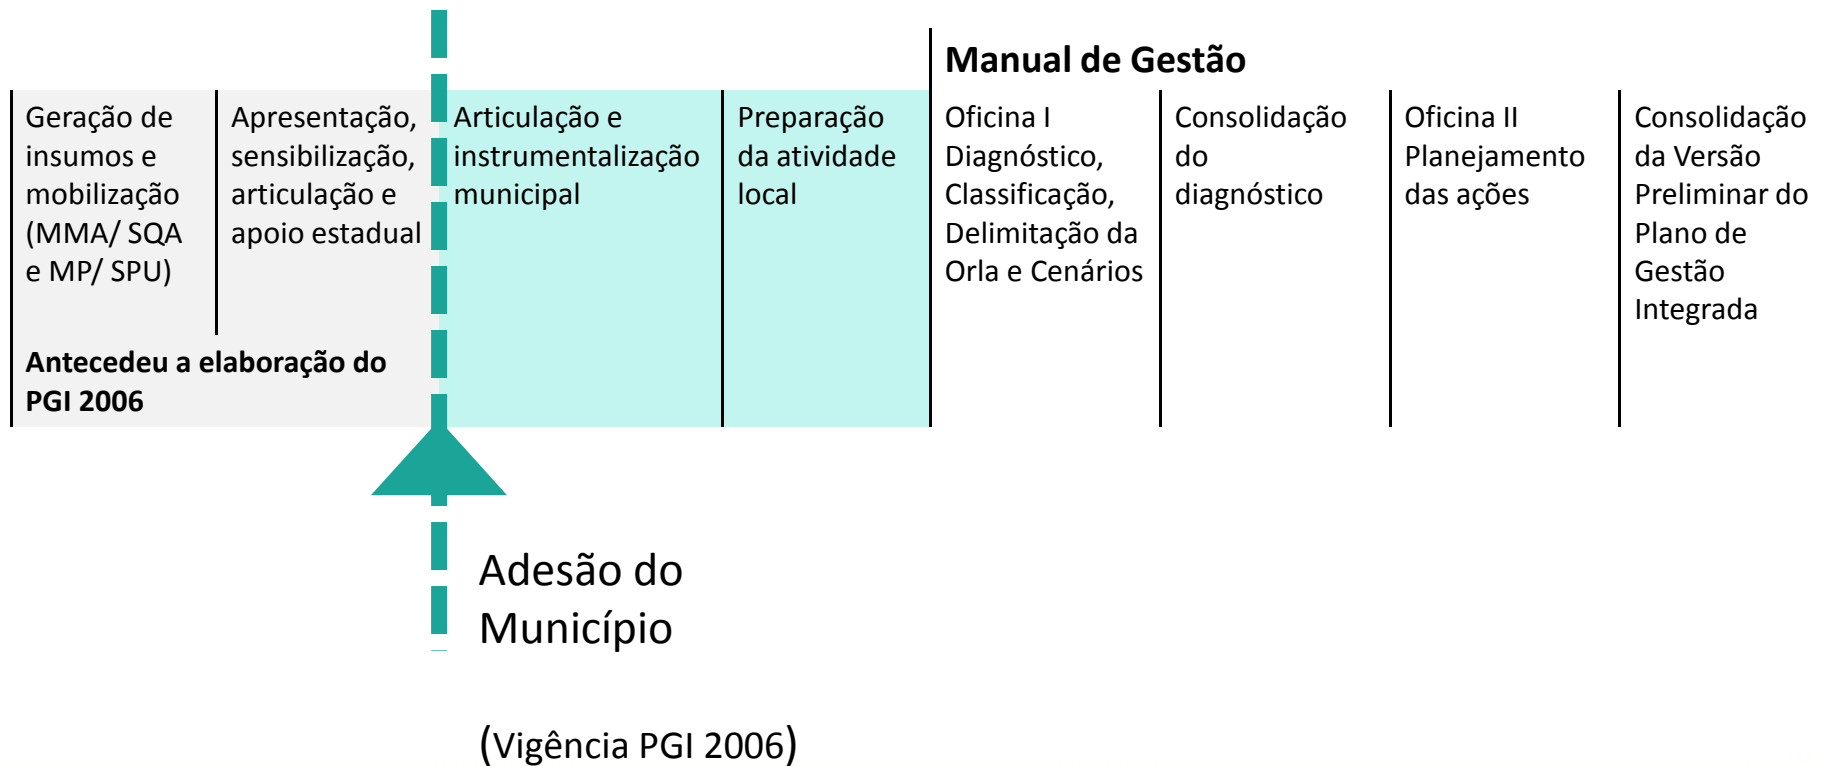 Manual de Gestão
Geração de
insumos e
mobilização
(MMA/ SQA
e MP/ SPU)
Apresentação,
sensibilização,
articulação e
apoio estadual
Antecedeu a elaboração do
PGI 2006
Articulação e
instrumentalização
municipal
Preparação
da atividade
local
Oficina I
Diagnóstico,
Classificação,
Delimitação da
Orla e Cenários
Consolidação
do
diagnóstico
Oficina II
Planejamento
das ações
Consolidação
da Versão
Preliminar do
Plano de
Gestão
Integrada
Adesão do
Município
(Vigência PGI 2006)